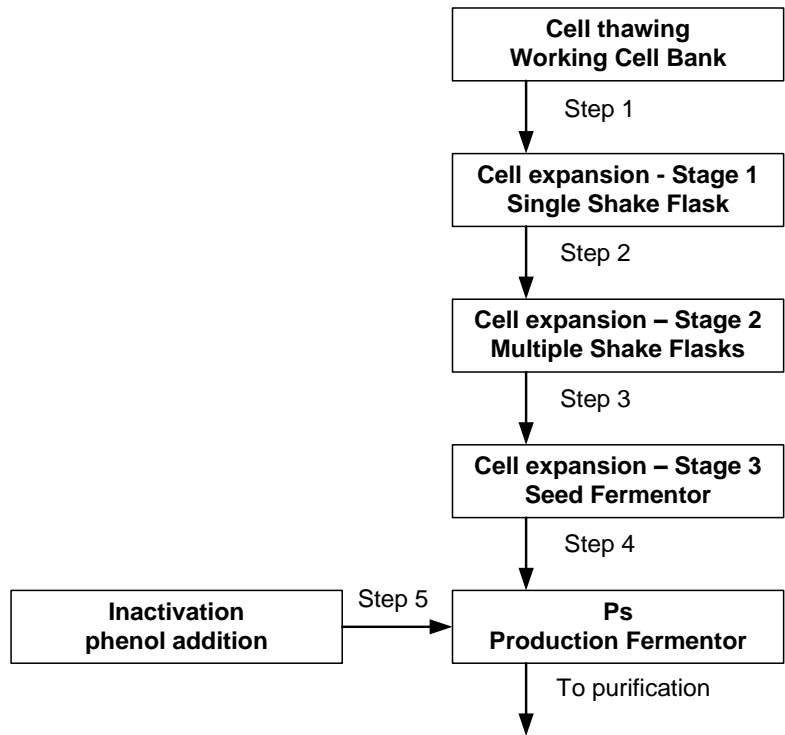 Cell thawing
Working Cell Bank
Step 1
Cell expansion - Stage 1
Single Shake Flask
Step 2
Cell expansion – Stage 2
Multiple Shake Flasks
Step 3
Cell expansion – Stage 3
Seed Fermentor
Step 4
Inactivation
phenol addition
Step 5
Ps
Production Fermentor
To purification